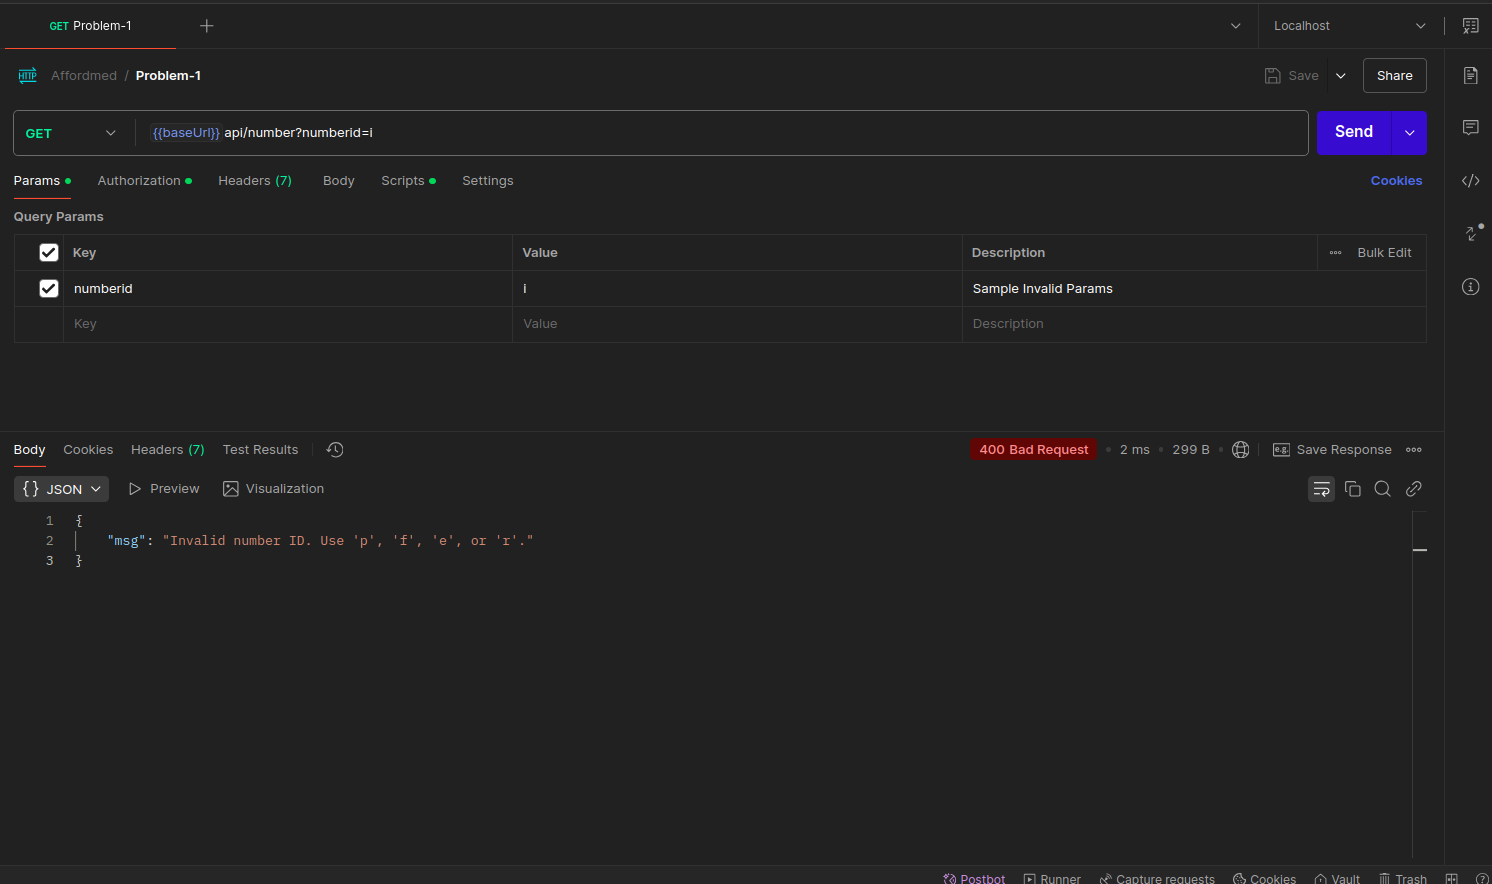 GET Problem-1
Localhost
HTTP Affordmed / Problem-1 Save Share
GET {{baseUrl}} api/number?numberid=i Send
Params Authorization Headers (7) Body Scripts Settings Cookies
Query Params
Key Value Description Bulk Edit
numberid i Sample Invalid Params
Key Value Description
Body Cookies Headers (7) Test Results 400 Bad Request 2 ms 299 B e.g. Save Response
{} JSON Preview Visualization
1 {
2 "msg": "Invalid number ID. Use 'p', 'f', 'e', or 'r'."
3 }
Postbot Runner Capture requests Cookies Vault Trash